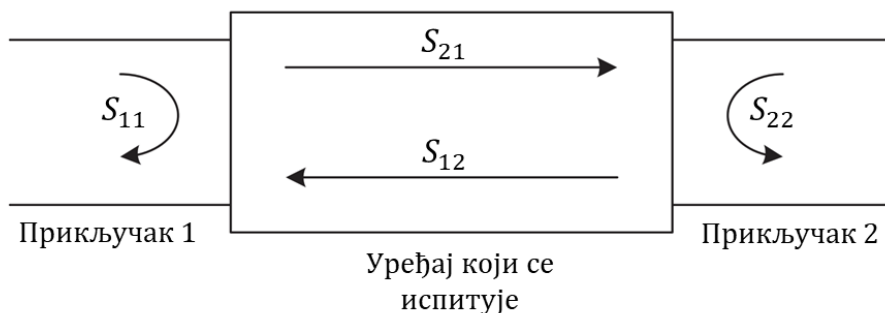 S₂₁
S₁₁
S₂₂
S₁₂
Прикључак 1
Прикључак 2
Уређај који се
испитује